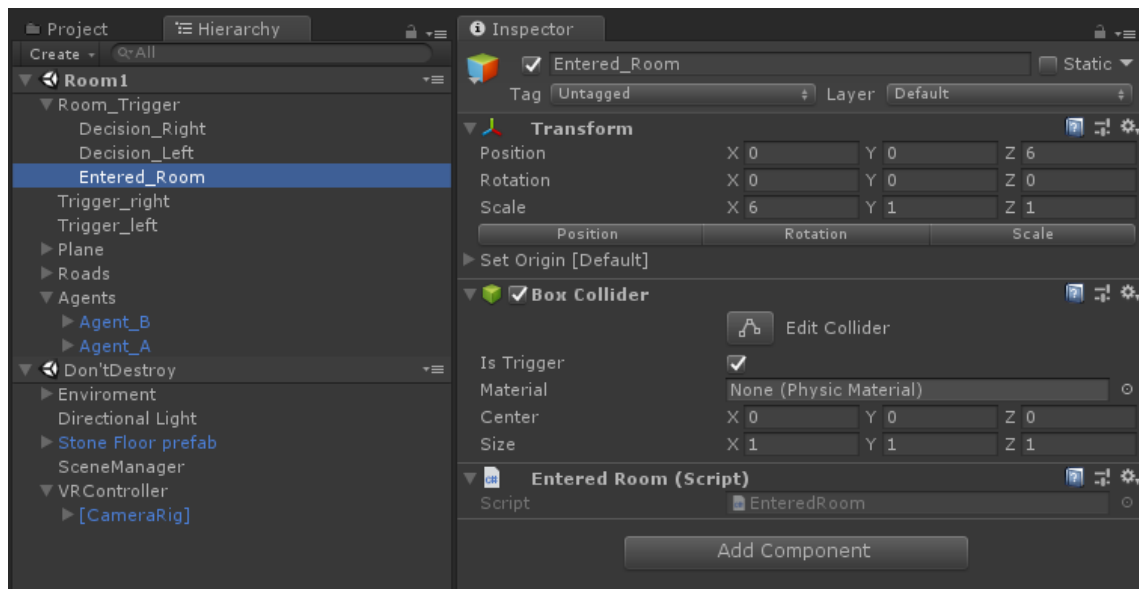 Project
Hierarchy
Create
All
Room1
Room_Trigger
Decision_Right
Decision_Left
Entered_Room
Trigger_right
Trigger_left
Plane
Roads
Agents
Agent_B
Agent_A
Don'tDestroy
Enviroment
Directional Light
Stone Floor prefab
SceneManager
VRController
[CameraRig]
Inspector
Entered_Room Static
Tag Untagged Layer Default
Transform
Position X 0 Y 0 Z 6
Rotation X 0 Y 0 Z 0
Scale X 6 Y 1 Z 1
Position Rotation Scale
Set Origin [Default]
Box Collider
Edit Collider
Is Trigger
Material None (Physic Material)
Center X 0 Y 0 Z 0
Size X 1 Y 1 Z 1
C# Entered Room (Script)
Script EnteredRoom
Add Component